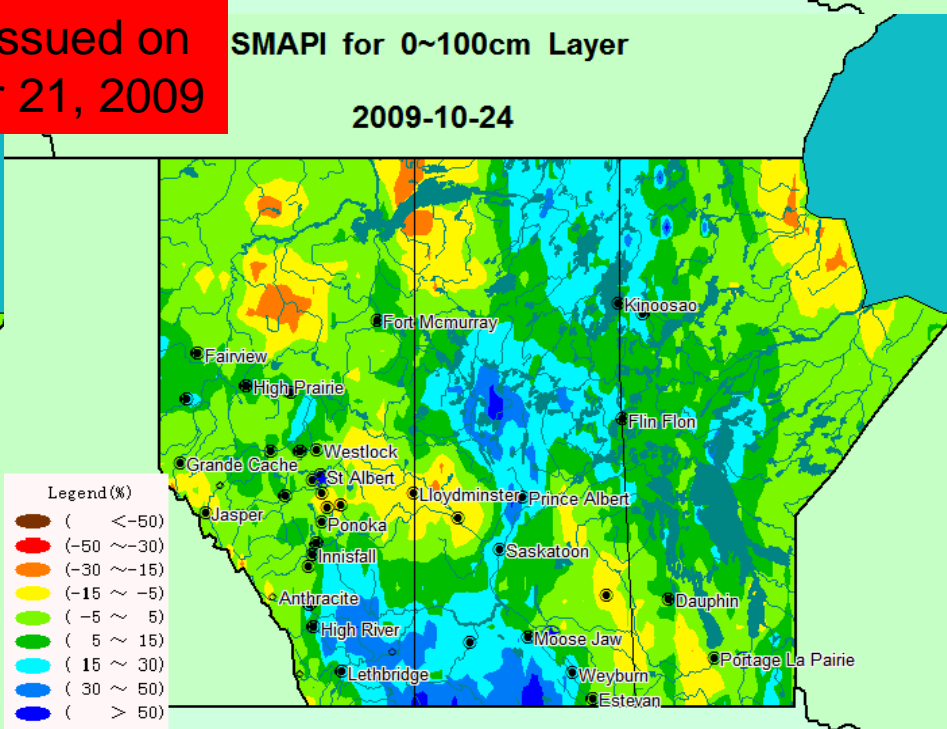 ssued on
r 21, 2009
SMAPI for 0~100cm Layer
2009-10-24
Kinoosao
Fort Mcmurray
Fairview
High Prairie
Flin Flon
Westlock
Grande Cache
St Albert
Lloydminster
Prince Albert
Jasper
Ponoka
Saskatoon
Innisfall
Anthracite
Dauphin
High River
Moose Jaw
Portage La Pairie
Lethbridge
Weyburn
Estevan
Legend(%)
( <-50)
(-50 ~-30)
(-30 ~-15)
(-15 ~ -5)
( -5 ~ 5)
( 5 ~ 15)
( 15 ~ 30)
( 30 ~ 50)
( > 50)